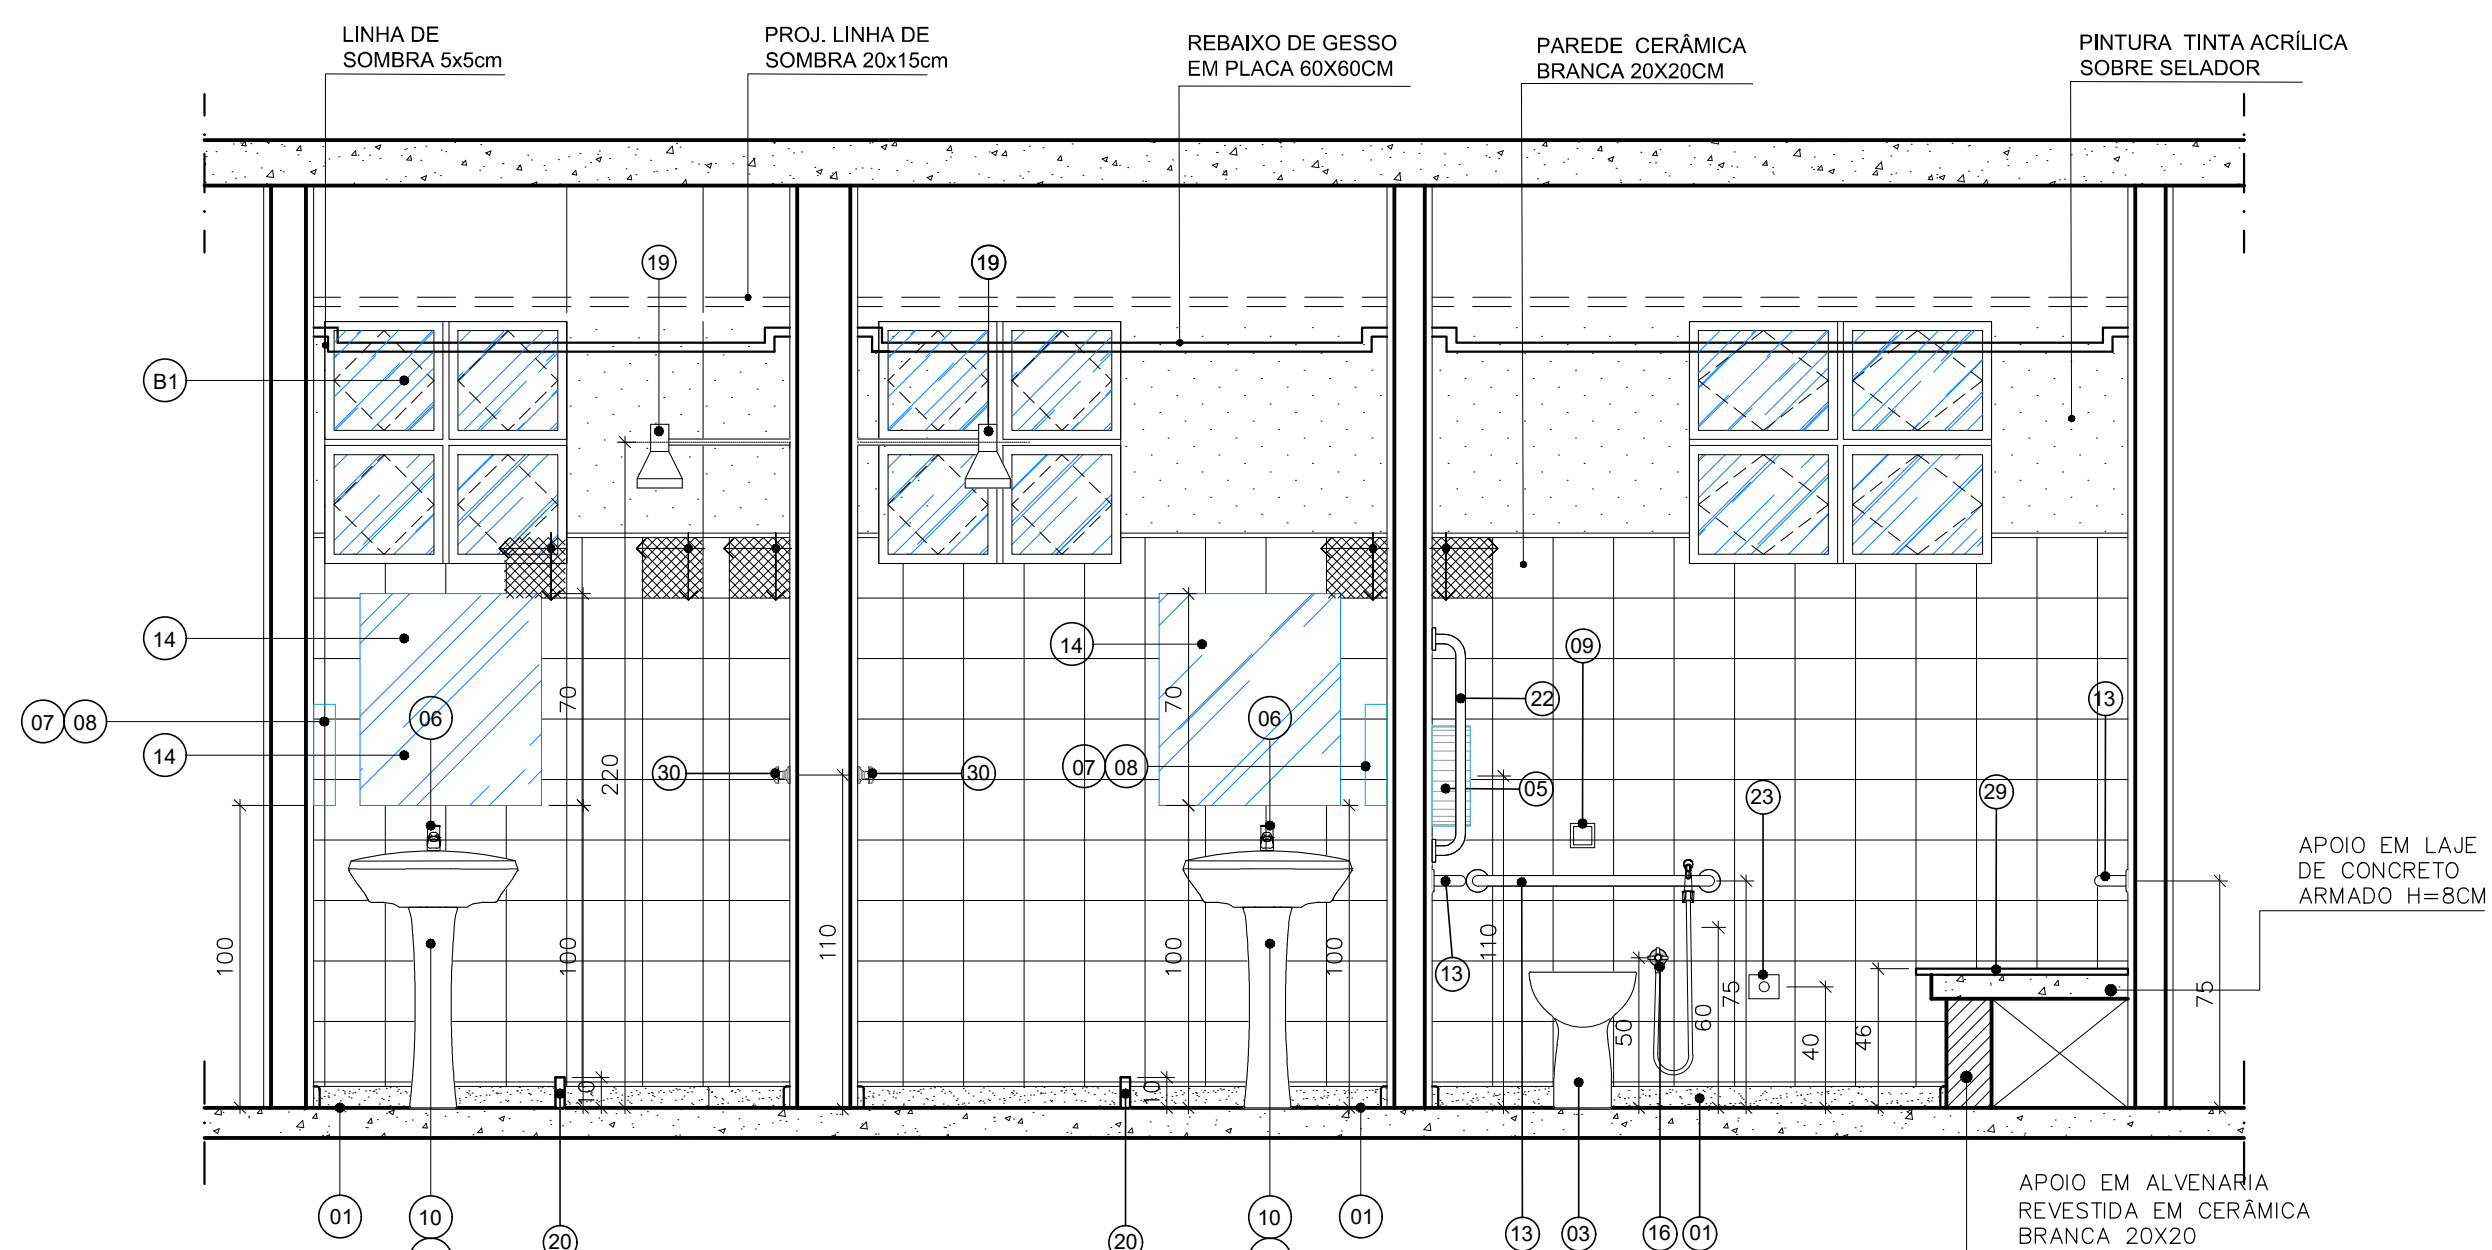 LINHA DE
SOMBRA 5x5cm
PROJ. LINHA DE
SOMBRA 20x15cm
REBAIXO DE GESSO
EM PLACA 60X60CM
PAREDE CERÂMICA
BRANCA 20X20CM
PINTURA TINTA ACRÍLICA
SOBRE SELADOR
19
19
B1
14
14
09
22
13
07 08
06
70
70
06
14
220
30
30
07 08
05
23
29
APOIO EM LAJE
DE CONCRETO
ARMADO H=8CM
100
100
110
100
100
110
13
75
75
50
60
40
46
10
10
APOIO EM ALVENARIA
REVESTIDA EM CERÂMICA
BRANCA 20X20
01
10
20
20
10
01
13
03
16
01